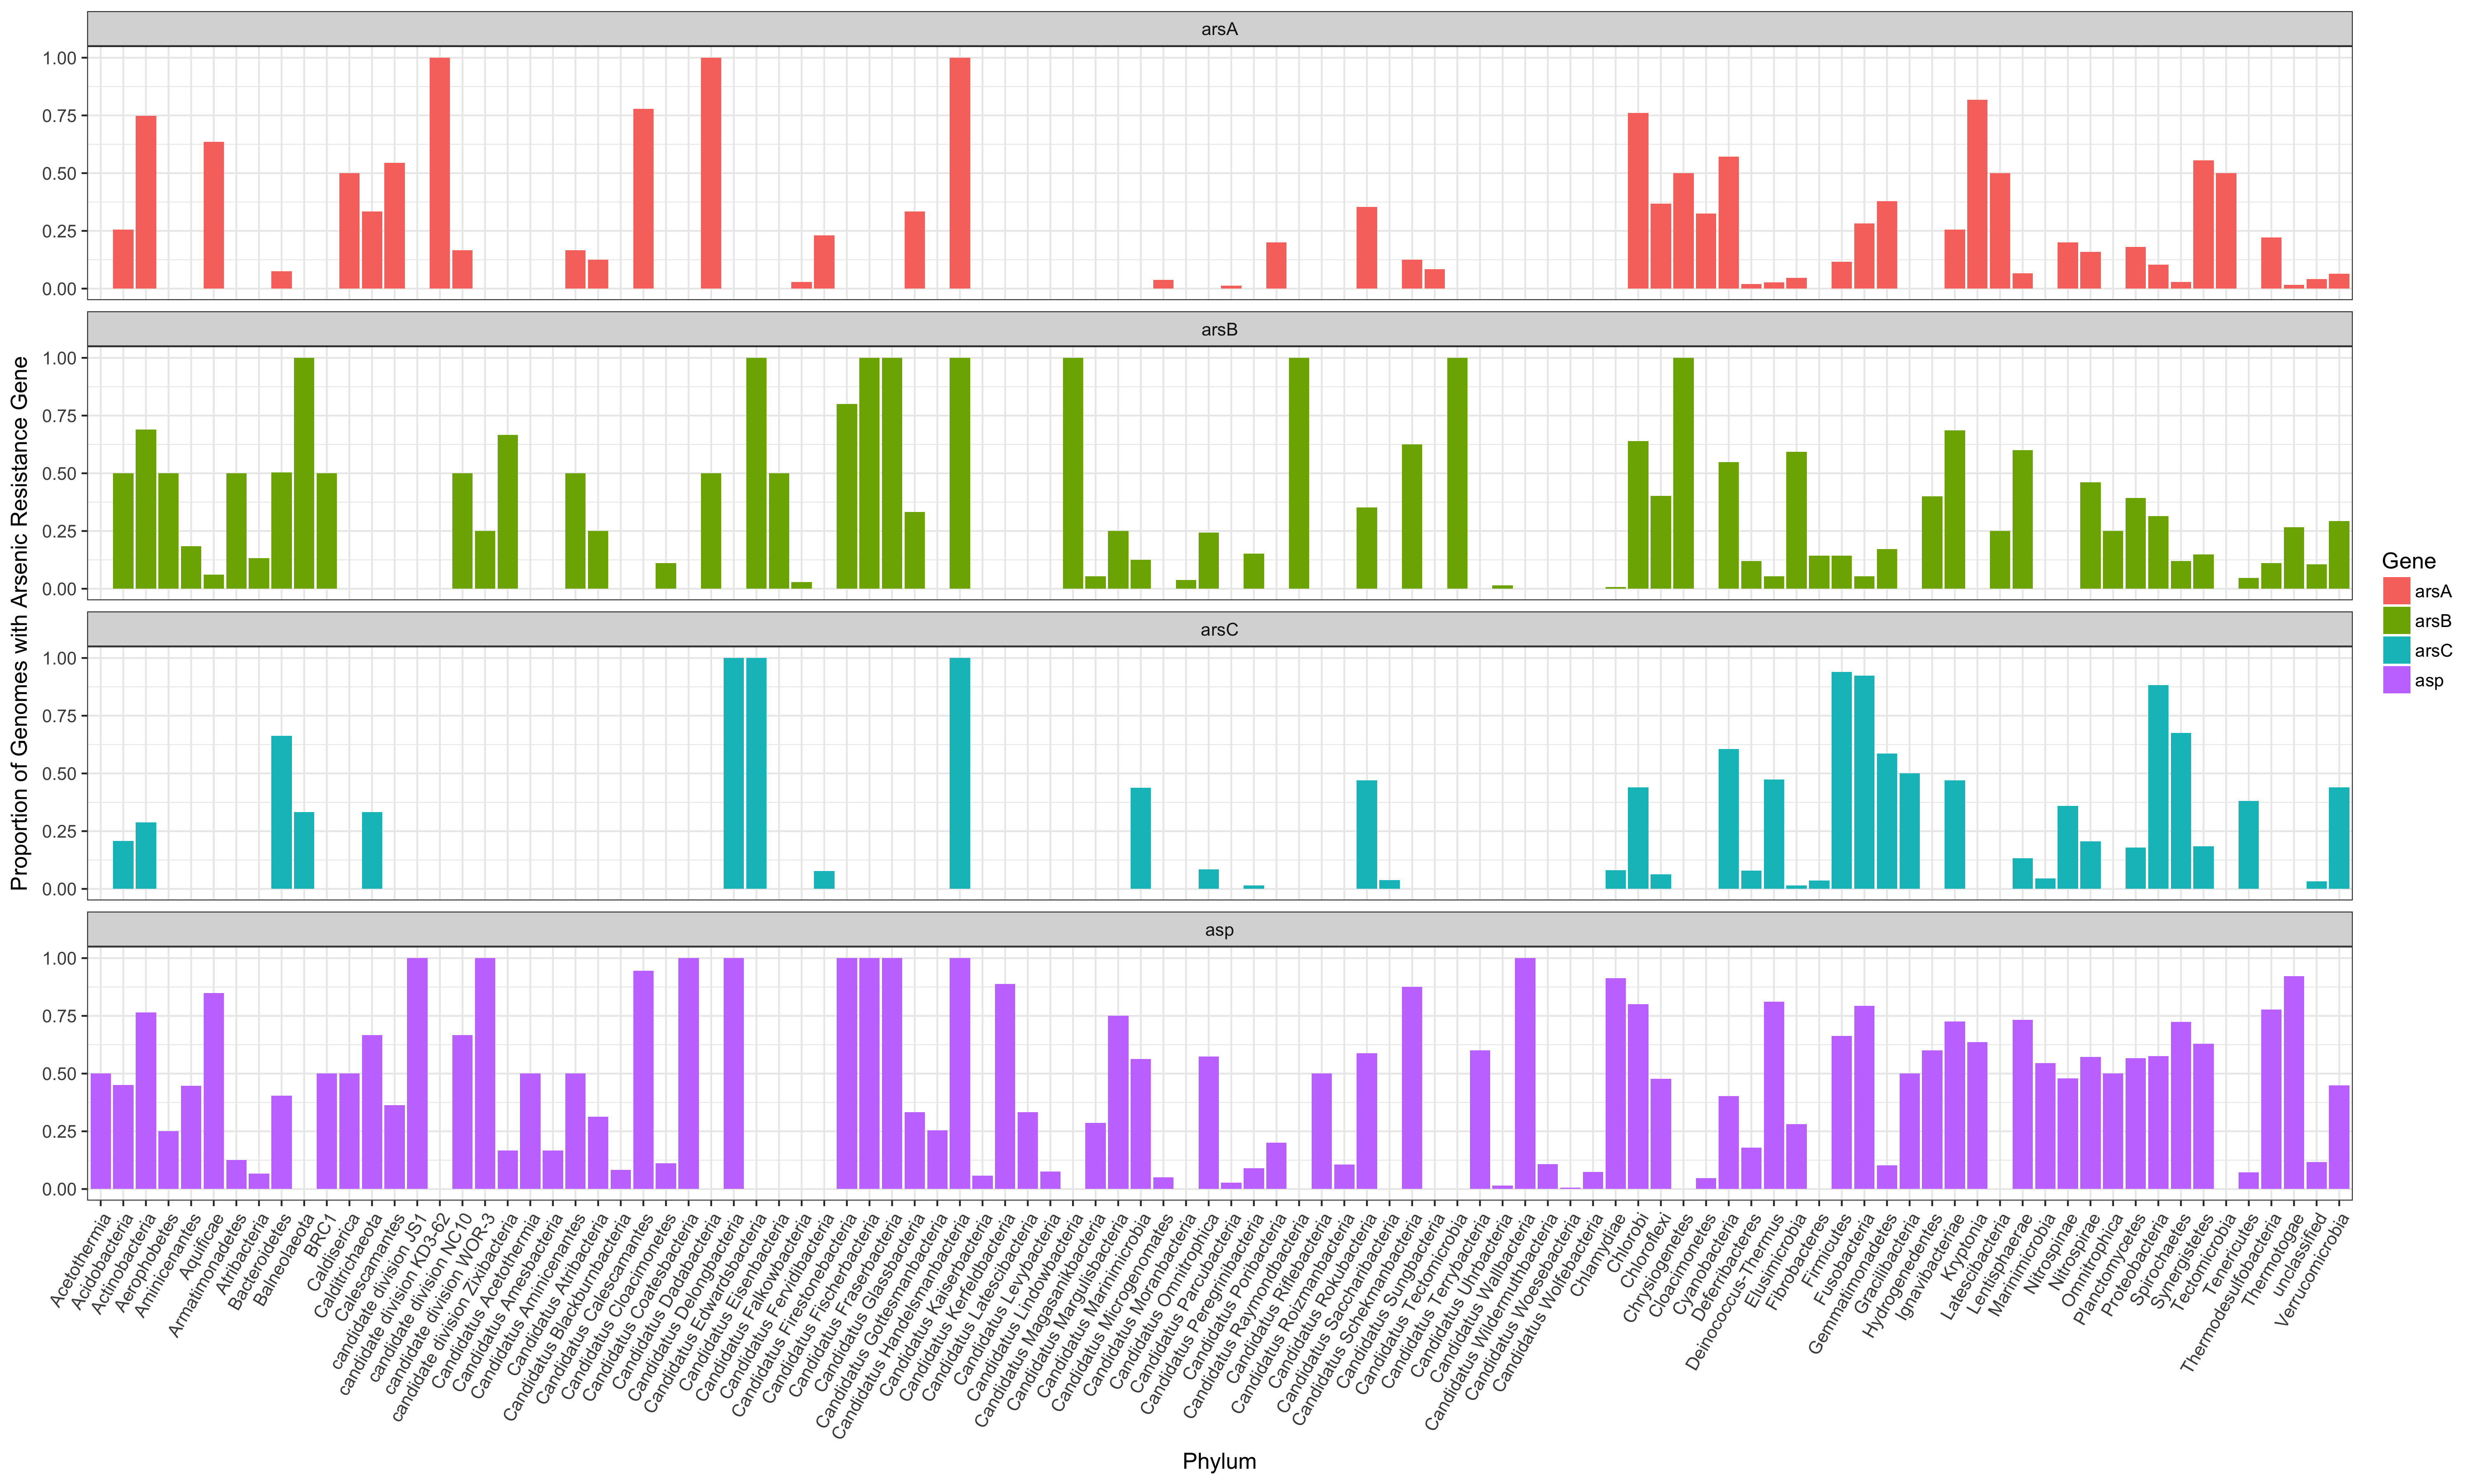 arsA
1.00
0.75
0.50
0.25
0.00
arsB
1.00
0.75
0.50
0.25
0.00
arsC
1.00
0.75
0.50
0.25
0.00
asp
1.00
0.75
0.50
0.25
0.00
Proportion of Genomes with Arsenic Resistance Gene
Acetothermia
Acidobacteria
Actinobacteria
Aerophobetes
Aminicenantes
Aquificae
Armatimonadetes
Atribacteria
Bacteroidetes
Balneolaeota
BRC1
Caldiserica
Calditrichaeota
Calescamantes
candidate division JS1
candidate division KD3-62
candidate division NC10
candidate division WOR-3
candidate division Zixibacteria
Candidatus Acetothermia
Candidatus Amesbacteria
Candidatus Aminicenantes
Candidatus Atribacteria
Candidatus Blackburnbacteria
Candidatus Calescamantes
Candidatus Cloacimonetes
Candidatus Coatesbacteria
Candidatus Dadabacteria
Candidatus Delongbacteria
Candidatus Edwardsbacteria
Candidatus Eisenbacteria
Candidatus Falkowbacteria
Candidatus Fervidibacteria
Candidatus Firestonebacteria
Candidatus Fischerbacteria
Candidatus Fraserbacteria
Candidatus Glassbacteria
Candidatus Gottesmanbacteria
Candidatus Handelsmanbacteria
Candidatus Kaiserbacteria
Candidatus Kerfeldbacteria
Candidatus Latescibacteria
Candidatus Levybacteria
Candidatus Lindowbacteria
Candidatus Magasanikbacteria
Candidatus Margulisbacteria
Candidatus Marinimicrobia
Candidatus Microgenomates
Candidatus Moranbacteria
Candidatus Omnitrophica
Candidatus Parcubacteria
Candidatus Peregrinibacteria
Candidatus Poribacteria
Candidatus Raymondbacteria
Candidatus Riflebacteria
Candidatus Roizmanbacteria
Candidatus Rokubacteria
Candidatus Saccharibacteria
Candidatus Schekmanbacteria
Candidatus Sungbacteria
Candidatus Tectomicrobia
Candidatus Terrybacteria
Candidatus Uhrbacteria
Candidatus Wallbacteria
Candidatus Wildermuthbacteria
Candidatus Woesebacteria
Candidatus Wolfebacteria
Chlamydiae
Chlorobi
Chloroflexi
Chrysiogenetes
Cloacimonetes
Cyanobacteria
Deferribacteres
Deinococcus-Thermus
Elusimicrobia
Fibrobacteres
Firmicutes
Fusobacteria
Gemmatimonadetes
Gracilibacteria
Hydrogenedentes
Ignavibacteriae
Kryptonia
Latescibacteria
Lentisphaerae
Marinimicrobia
Nitrospinae
Nitrospirae
Omnitrophica
Planctomycetes
Proteobacteria
Spirochaetes
Synergistetes
Tectomicrobia
Tenericutes
Thermodesulfobacteria
Thermotogae
unclassified
Verrucomicrobia
Phylum
Gene
arsA
arsB
arsC
asp